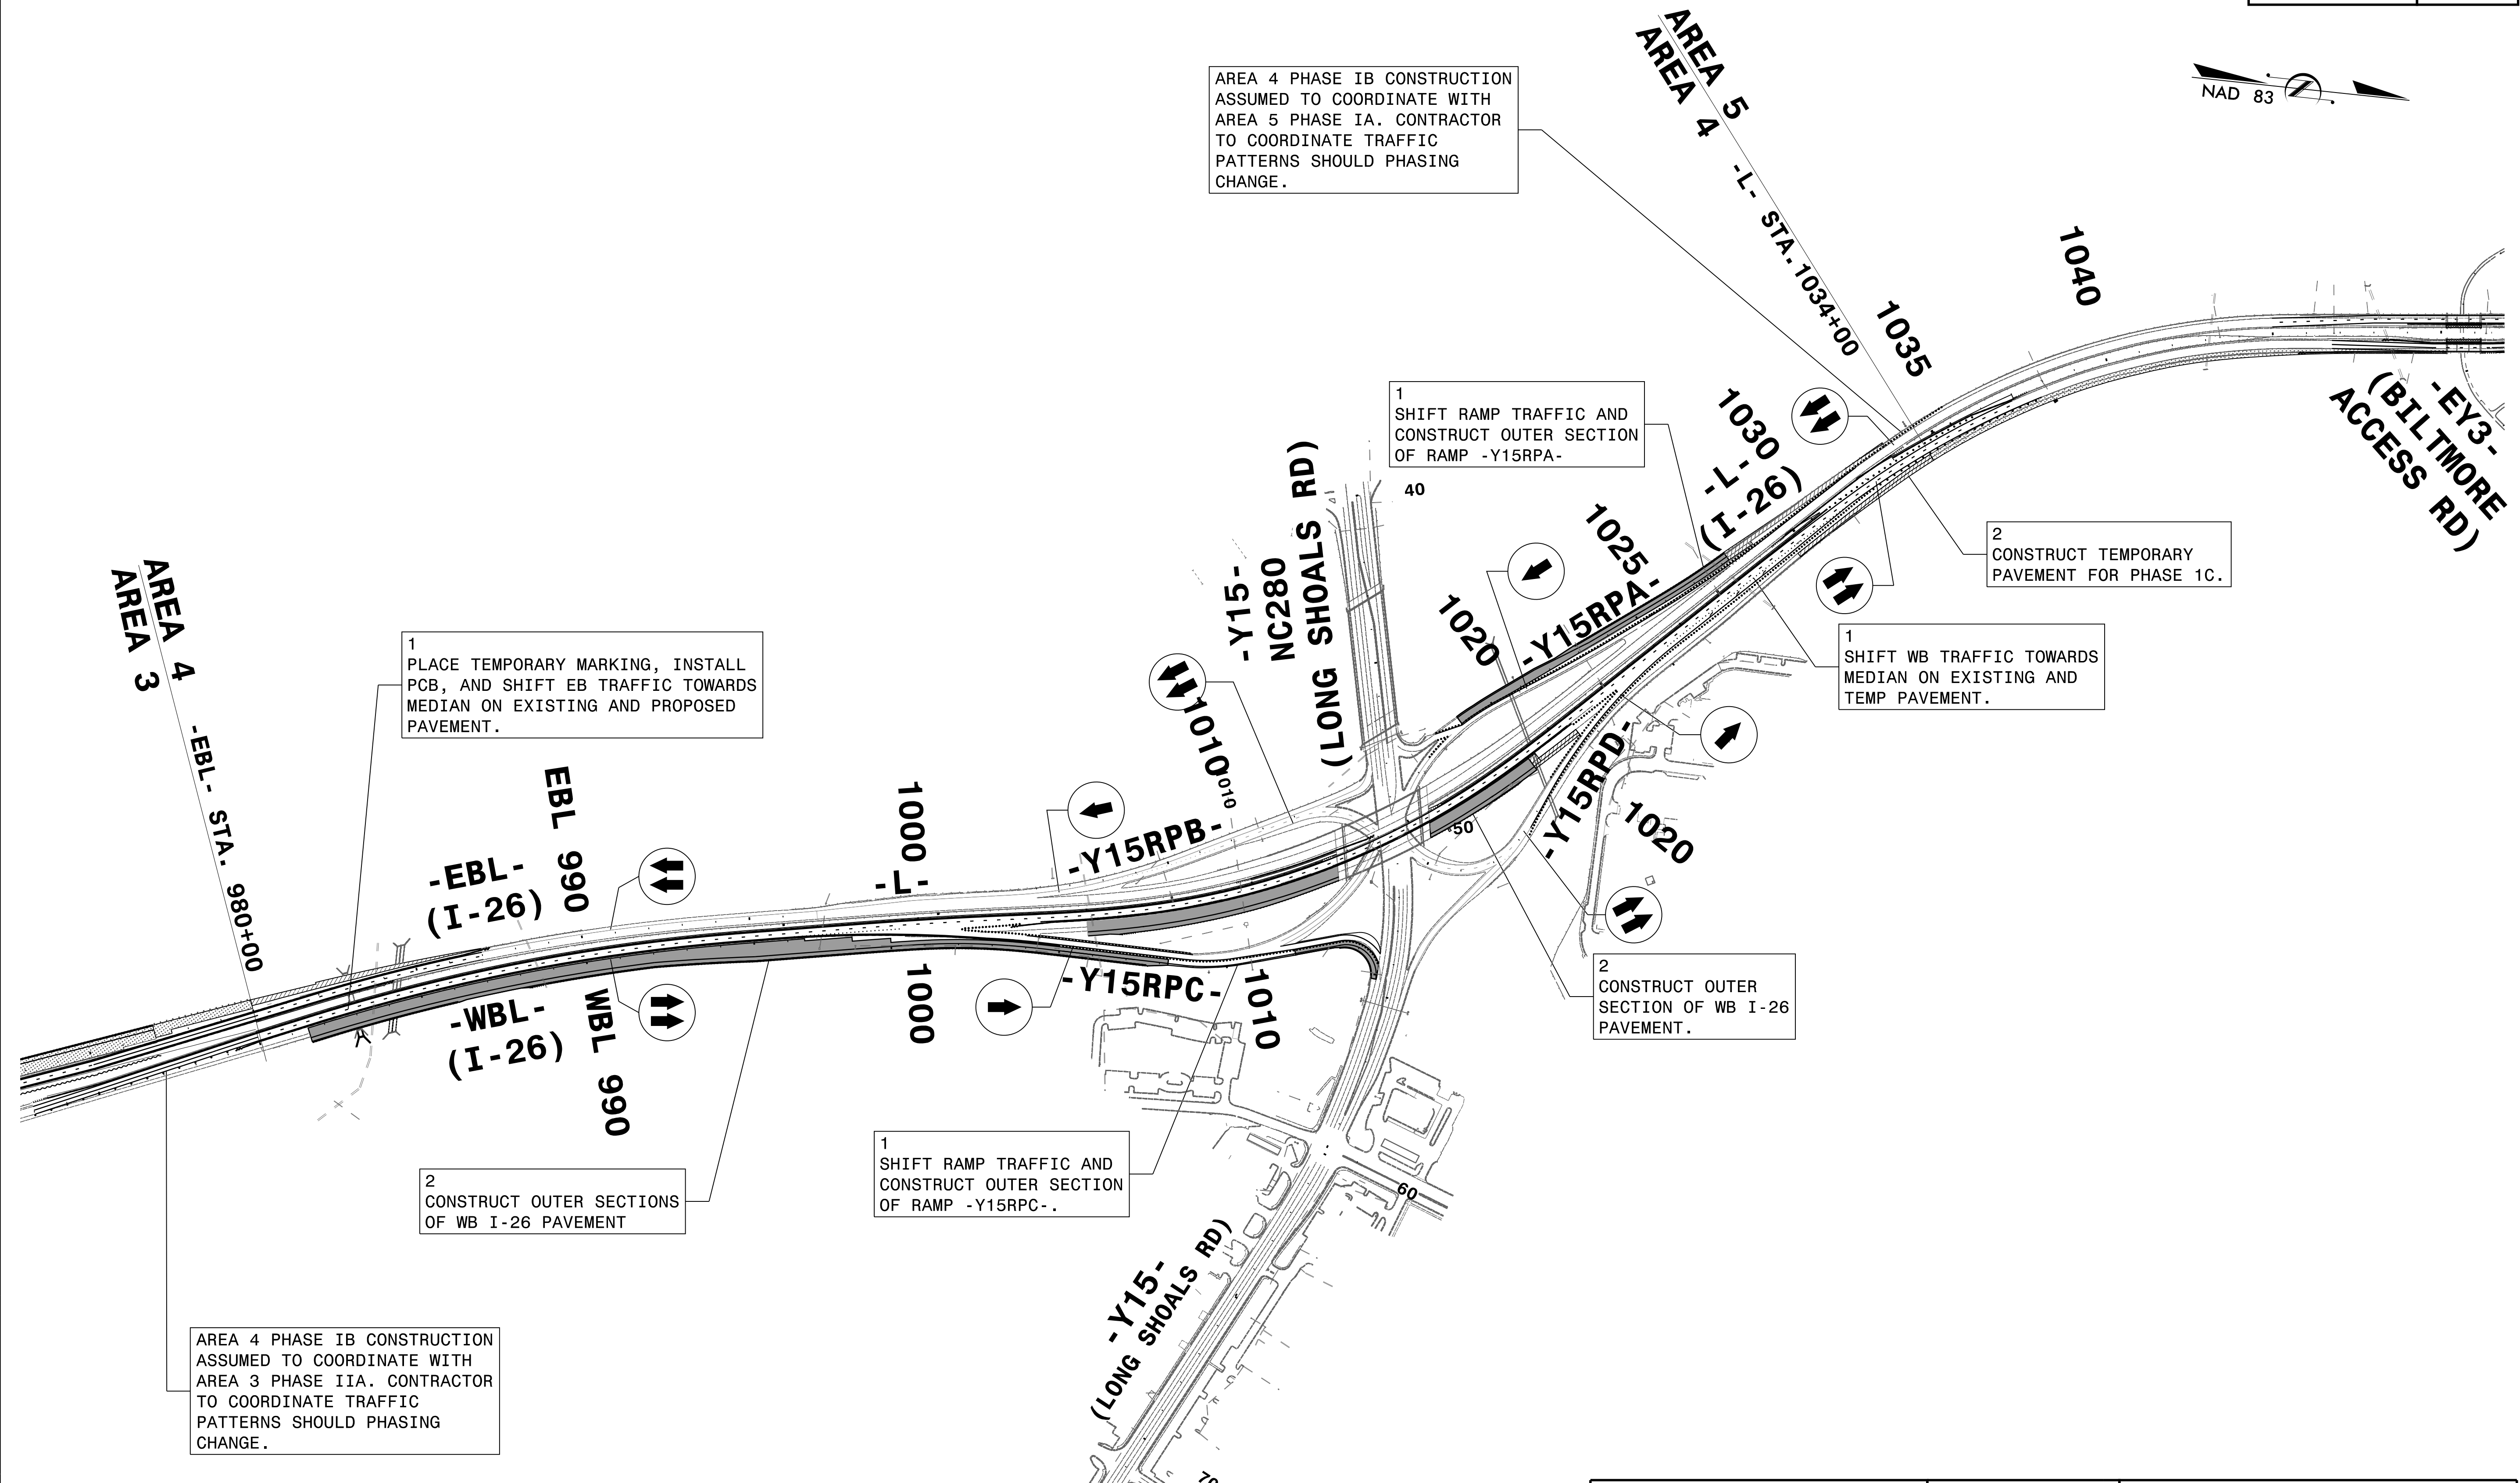 NAD 83
AREA 5
AREA 4
-L- STA.1034+00
AREA 4 PHASE IB CONSTRUCTION
ASSUMED TO COORDINATE WITH
AREA 5 PHASE IA. CONTRACTOR
TO COORDINATE TRAFFIC
PATTERNS SHOULD PHASING
CHANGE.
1040
1035
1030
-L-
(I-26)
1
SHIFT RAMP TRAFFIC AND
CONSTRUCT OUTER SECTION
OF RAMP -Y15RPA-
-EY3-
(BILTMORE
ACCESS RD)
40
-Y15-
NC280
(LONG SHOALS RD)
1025
-Y15RPA-
1020
2
CONSTRUCT TEMPORARY
PAVEMENT FOR PHASE 1C.
1
SHIFT WB TRAFFIC TOWARDS
MEDIAN ON EXISTING AND
TEMP PAVEMENT.
AREA 4
AREA 3
-EBL- STA. 980+00
1
PLACE TEMPORARY MARKING, INSTALL
PCB, AND SHIFT EB TRAFFIC TOWARDS
MEDIAN ON EXISTING AND PROPOSED
PAVEMENT.
1010
1010
EBL 990
-EBL-
(I-26)
1000
-L-
-Y15RPB-
50
-Y15RPD-
1020
-WBL-
(I-26)
WBL 990
1000
-Y15RPC-
1010
2
CONSTRUCT OUTER
SECTION OF WB I-26
PAVEMENT.
2
CONSTRUCT OUTER SECTIONS
OF WB I-26 PAVEMENT
1
SHIFT RAMP TRAFFIC AND
CONSTRUCT OUTER SECTION
OF RAMP -Y15RPC-.
60
-Y15-
(LONG SHOALS RD)
AREA 4 PHASE IB CONSTRUCTION
ASSUMED TO COORDINATE WITH
AREA 3 PHASE IIA. CONTRACTOR
TO COORDINATE TRAFFIC
PATTERNS SHOULD PHASING
CHANGE.
70